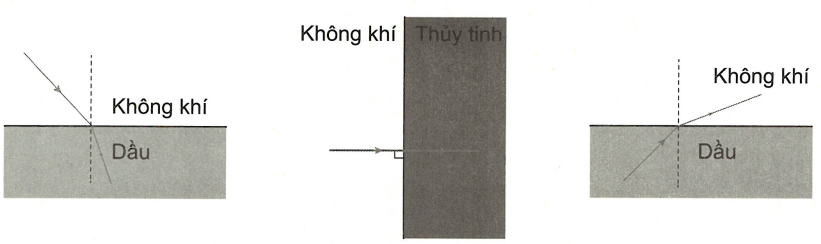 Không khí
Dầu
Không khí Thủy tinh
Không khí
Dầu